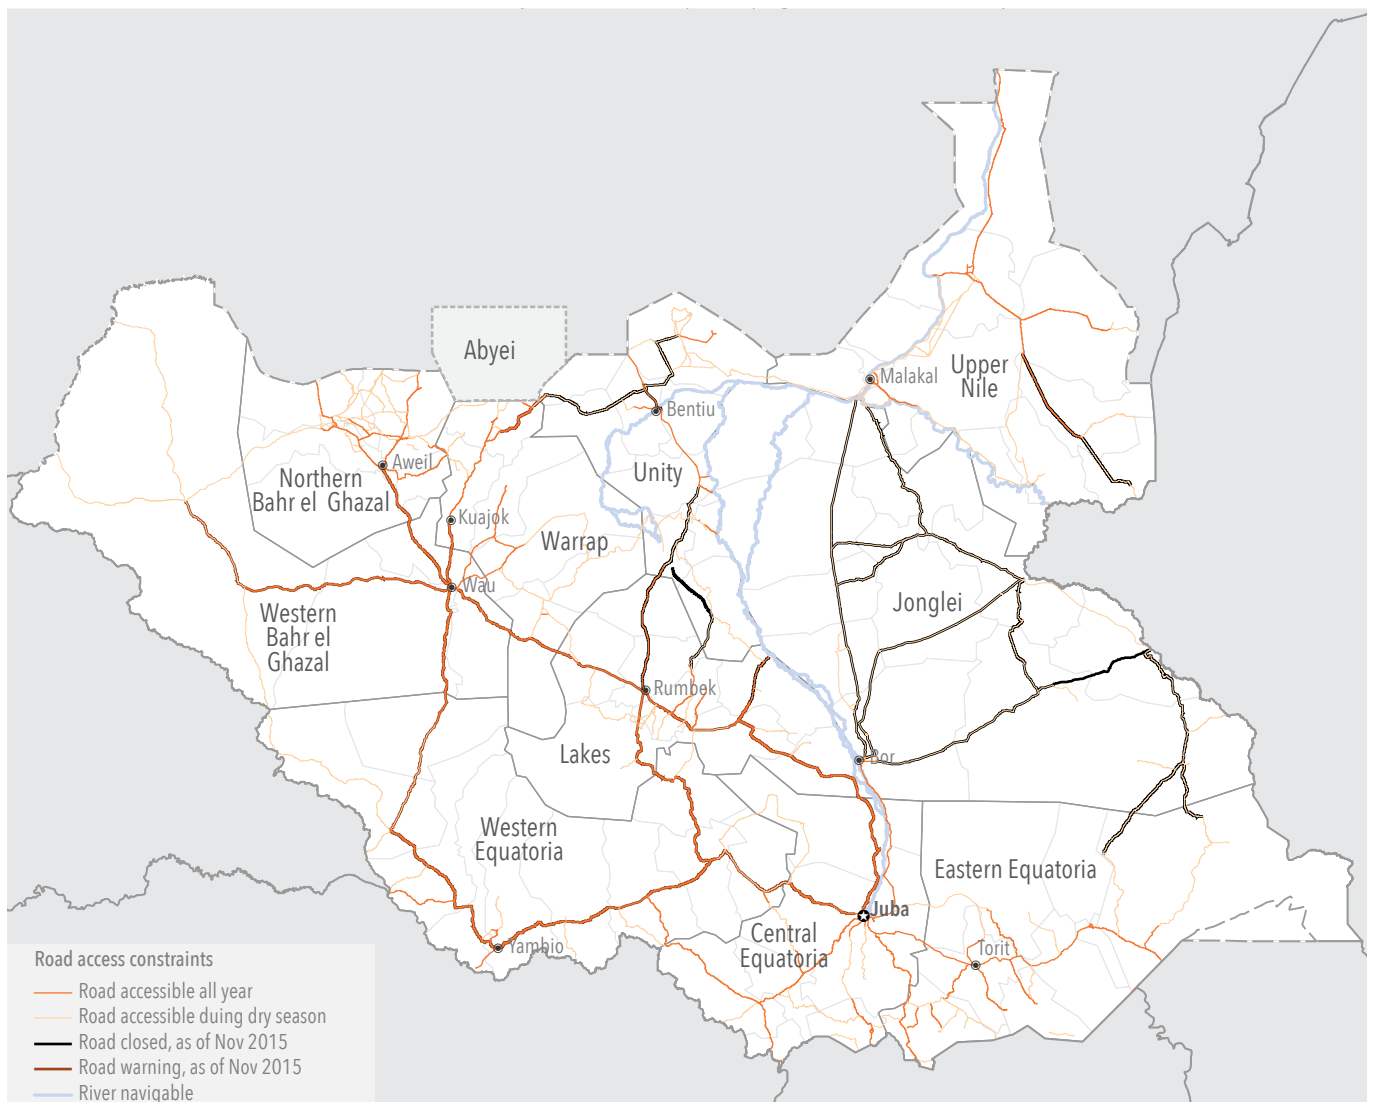 Abyei
Malakal
Upper
Nile
Bentiu
Aweil
Unity
Northern
Bahr el Ghazal
Kuajok
Warrap
Wau
Jonglei
Western
Bahr el
Ghazal
Rumbek
Lakes
Bor
Western
Equatoria
Eastern Equatoria
Juba
Central
Equatoria
Torit
Yambio
Road access constraints
Road accessible all year
Road accessible duing dry season
Road closed, as of Nov 2015
Road warning, as of Nov 2015
River navigable